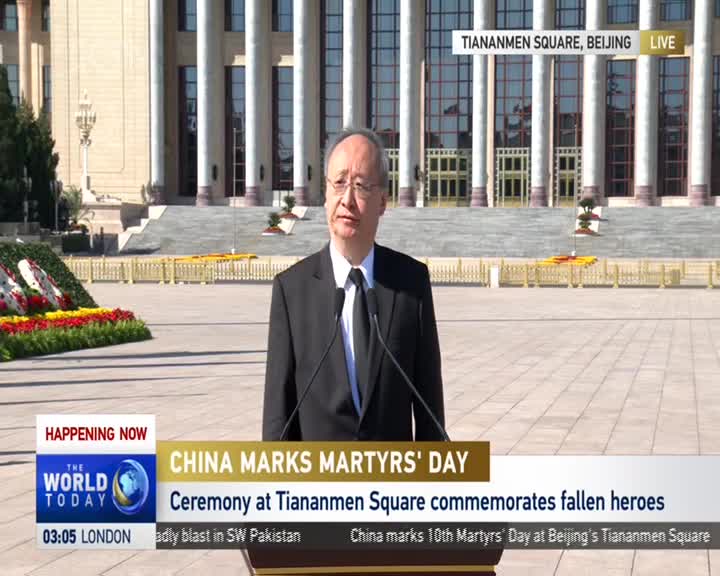 TIANANMEN SQUARE, BEIJING LIVE
HAPPENING NOW
CHINA MARKS MARTYRS' DAY
THE
WORLD
TODAY
Ceremony at Tiananmen Square commemorates fallen heroes
03:05 LONDON
adly blast in SW Pakistan China marks 10th Martyrs' Day at Beijing's Tiananmen Square